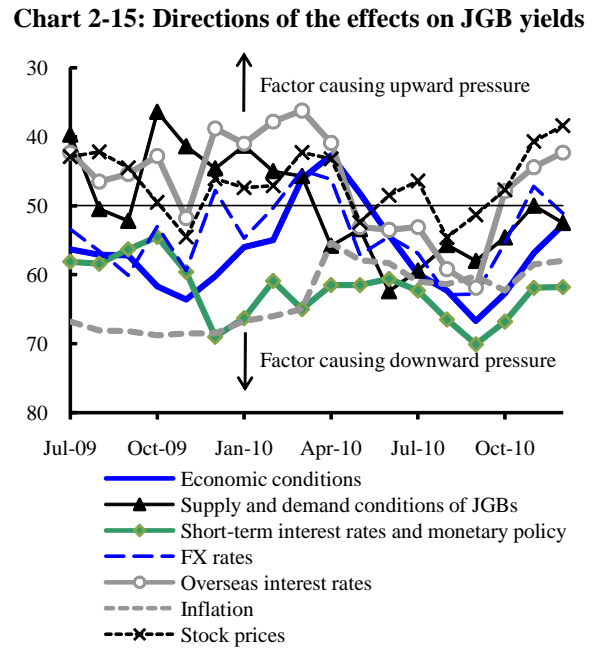 Chart 2-15: Directions of the effects on JGB yields
30
Factor causing upward pressure
40
50
60
70
Factor causing downward pressure
80
Jul-09 Oct-09 Jan-10 Apr-10 Jul-10 Oct-10
Economic conditions
Supply and demand conditions of JGBs
Short-term interest rates and monetary policy
FX rates
Overseas interest rates
Inflation
Stock prices